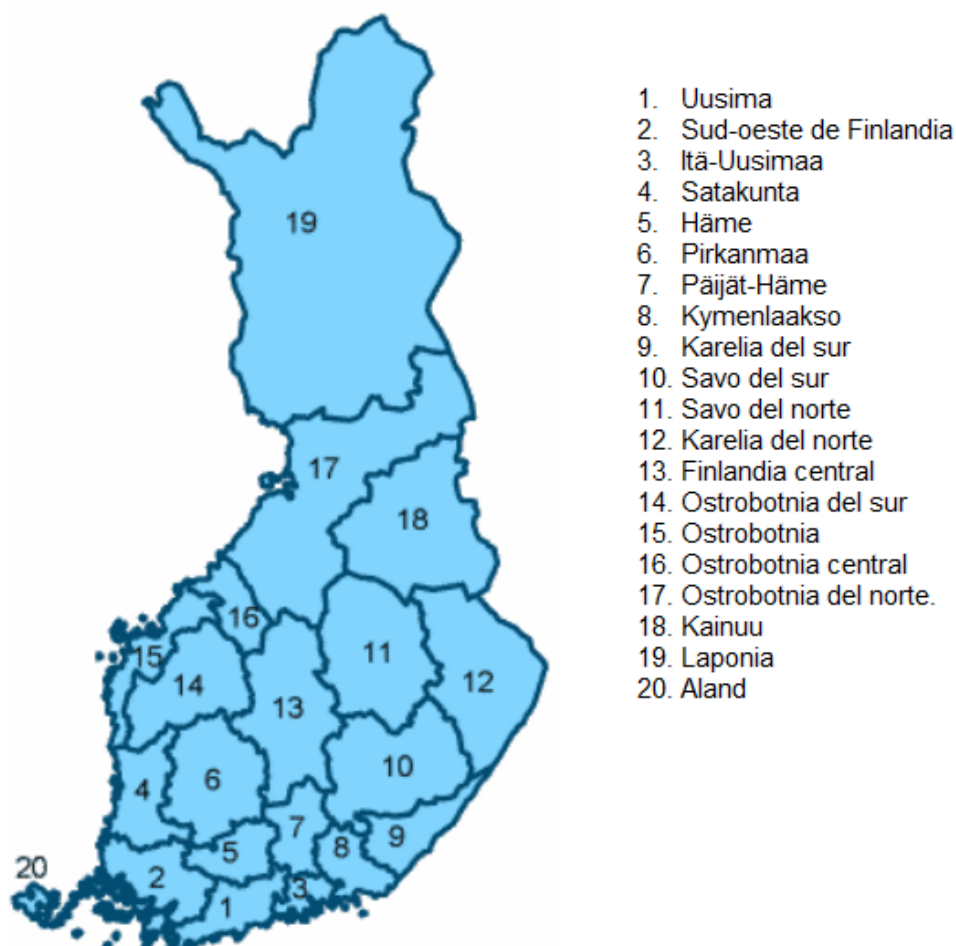 19
17
18
16
15
11
14
12
13
10
6
4
7
9
8
5
20
2
3
1
1. Uusima
2. Sud-oeste de Finlandia
3. Itä-Uusimaa
4. Satakunta
5. Häme
6. Pirkanmaa
7. Päijät-Häme
8. Kymenlaakso
9. Karelia del sur
10. Savo del sur
11. Savo del norte
12. Karelia del norte
13. Finlandia central
14. Ostrobotnia del sur
15. Ostrobotnia
16. Ostrobotnia central
17. Ostrobotnia del norte.
18. Kainuu
19. Laponia
20. Aland